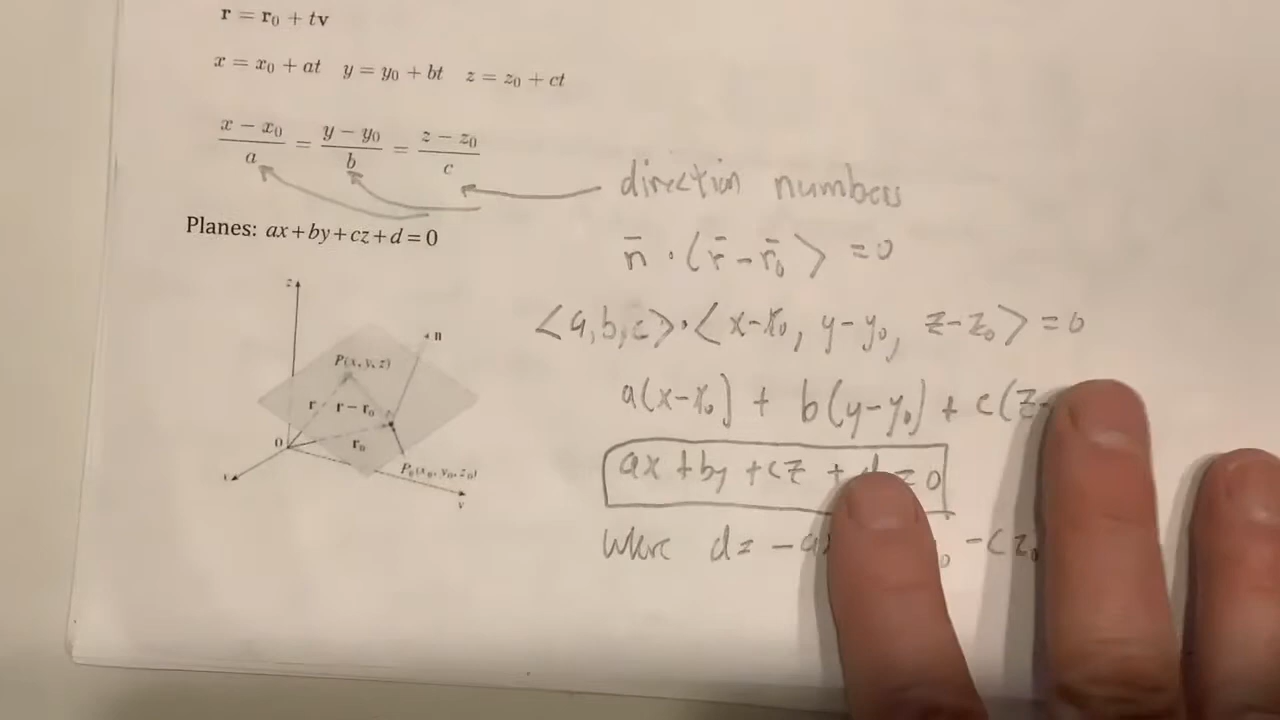 r = r₀ + tv
x = x₀ + at y = y₀ + bt z = z₀ + ct
(x − x₀)/a = (y − y₀)/b = (z − z₀)/c
direction numbers
Planes: ax+by+cz+d=0
n̄ · ⟨r̄ − r̄₀⟩ = 0
⟨a,b,c⟩ · ⟨x−x₀, y−y₀, z−z₀⟩ = 0
a(x−x₀) + b(y−y₀) + c(z−
ax + by + cz + d = 0
where d = −ax ₀ −cz₀
z
n
P(x, y, z)
r r − r₀
0 r₀
P₀(x₀, y₀, z₀)